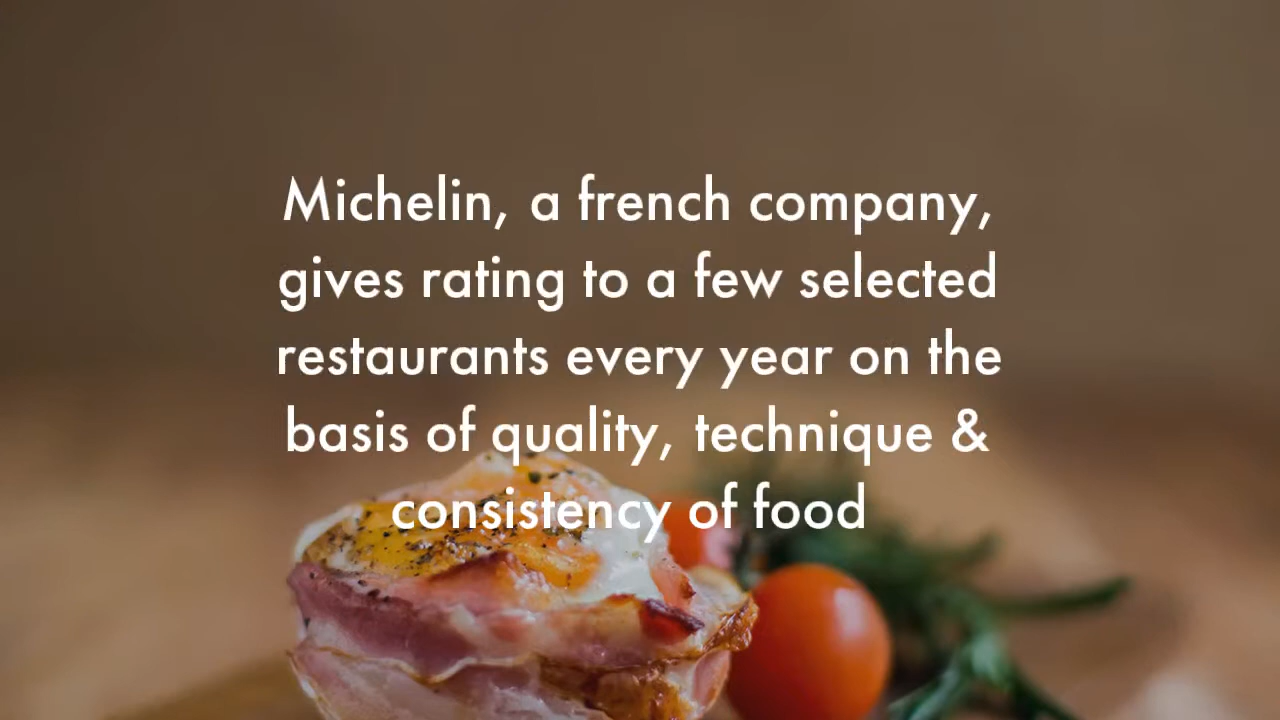 Michelin, a french company,
gives rating to a few selected
restaurants every year on the
basis of quality, technique &
consistency of food